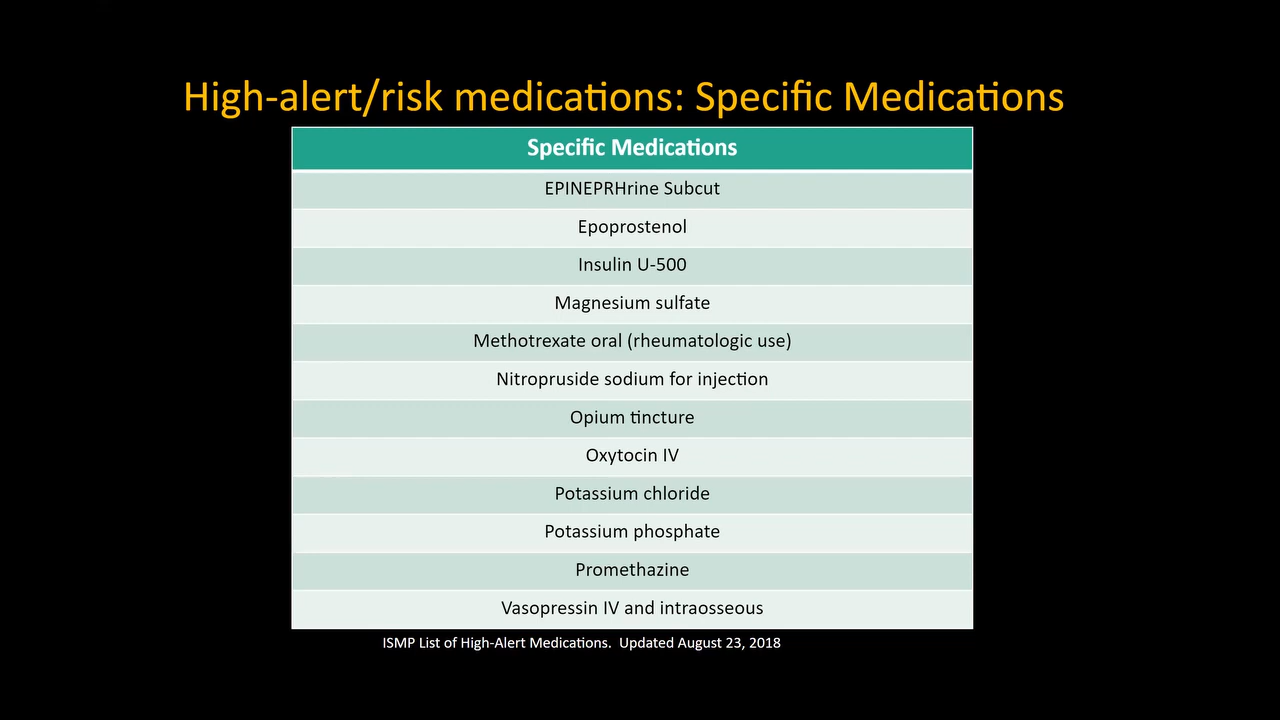 High-alert/risk medications: Specific Medications
Specific Medications
EPINEPRHrine Subcut
Epoprostenol
Insulin U-500
Magnesium sulfate
Methotrexate oral (rheumatologic use)
Nitropruside sodium for injection
Opium tincture
Oxytocin IV
Potassium chloride
Potassium phosphate
Promethazine
Vasopressin IV and intraosseous
ISMP List of High-Alert Medications.  Updated August 23, 2018